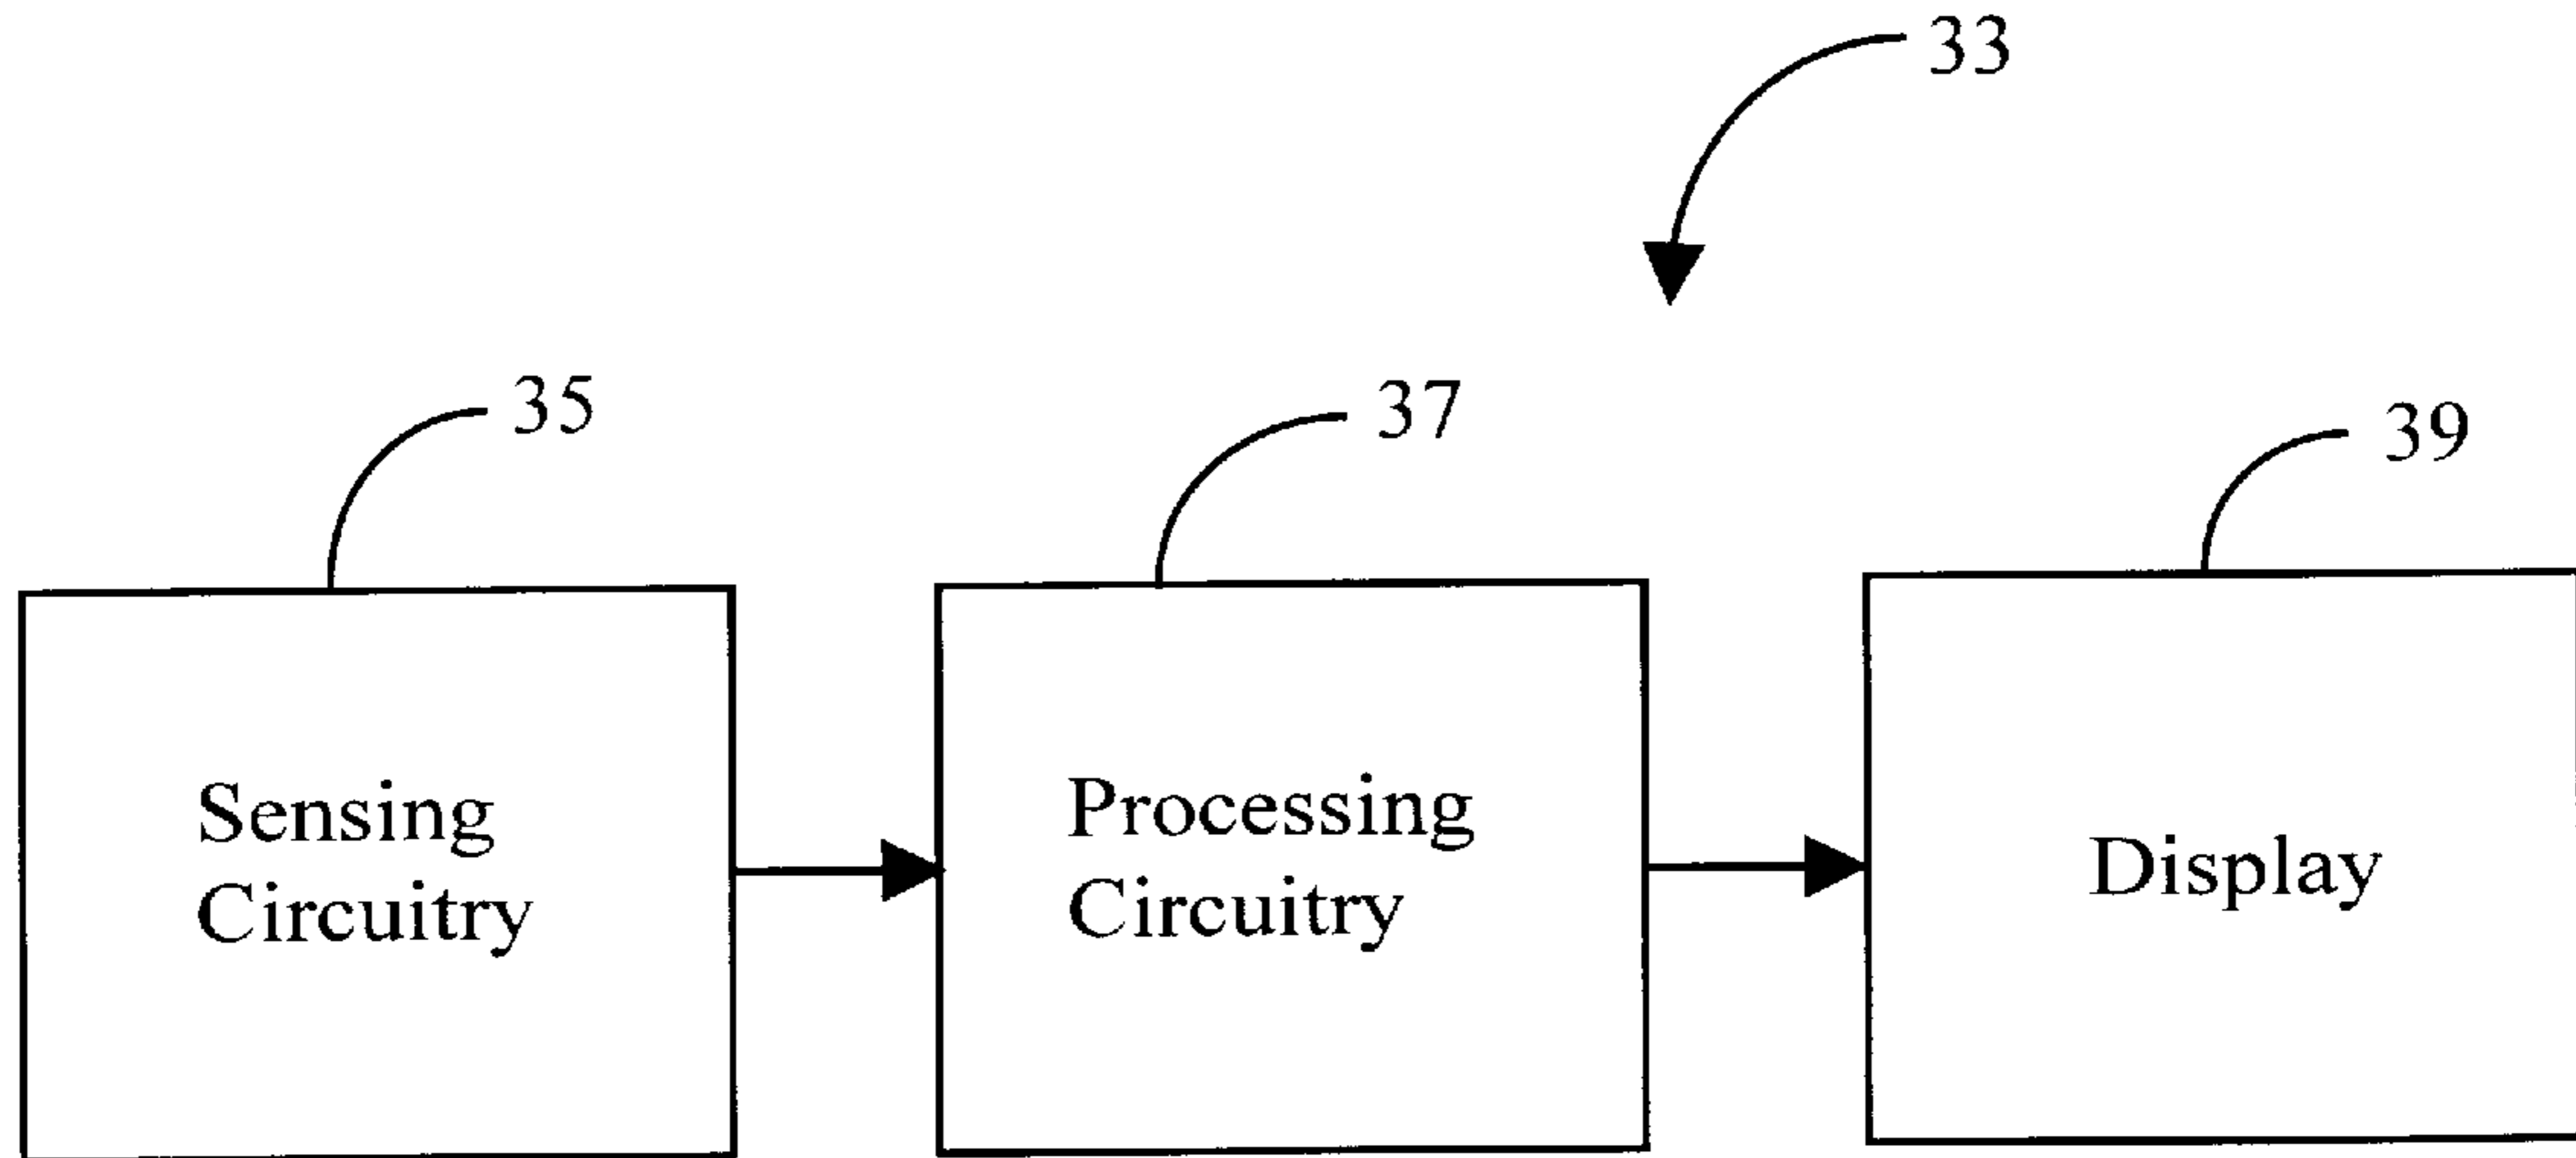 33
35
37
39
Sensing
Circuitry
Processing
Circuitry
Display